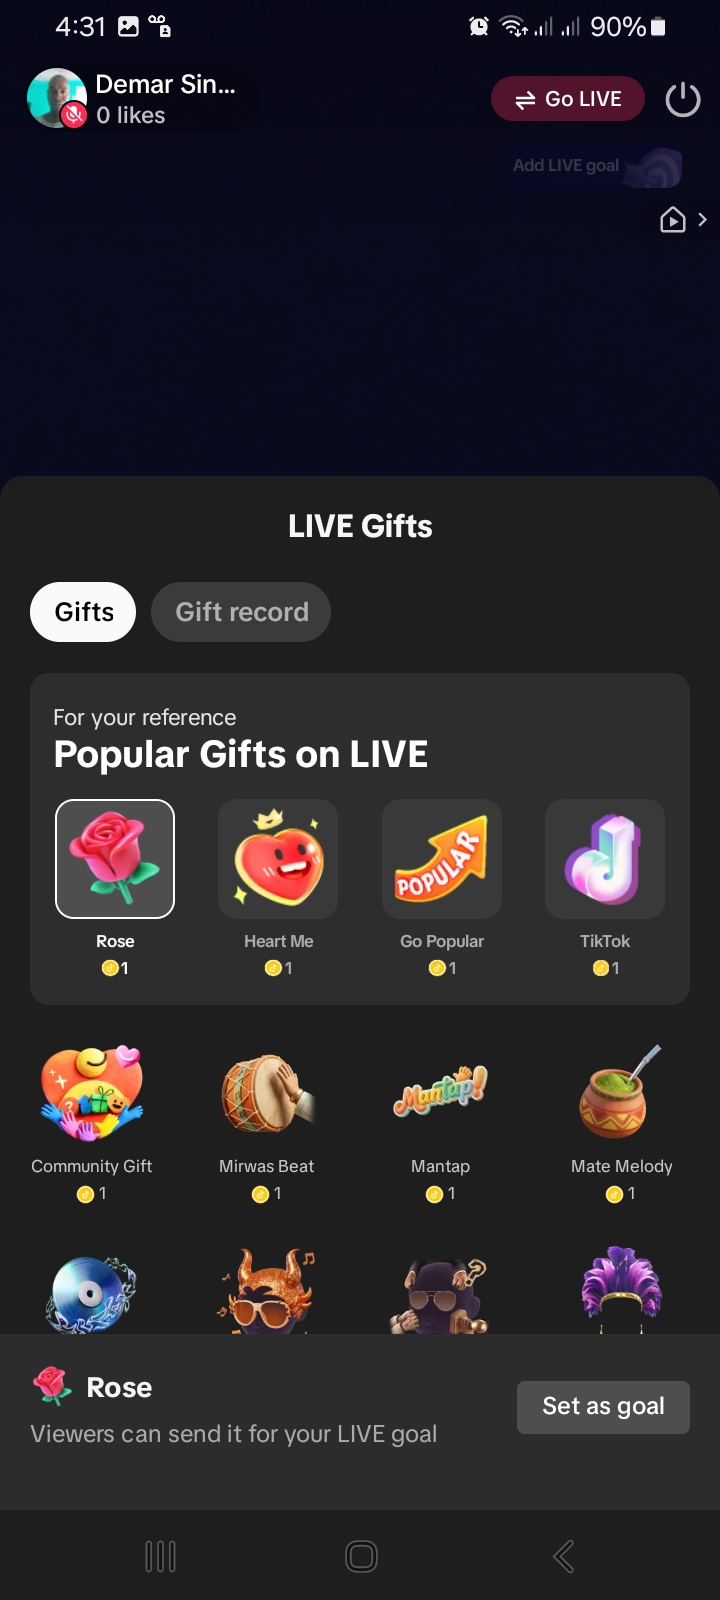 4:31
90%
Demar Sin...
0 likes
Go LIVE
Add LIVE goal
LIVE Gifts
Gifts
Gift record
For your reference
Popular Gifts on LIVE
POPULAR
Rose
Heart Me
Go Popular
TikTok
1
1
1
1
Mantap!
Community Gift
Mirwas Beat
Mantap
Mate Melody
1
1
1
1
Rose
Viewers can send it for your LIVE goal
Set as goal